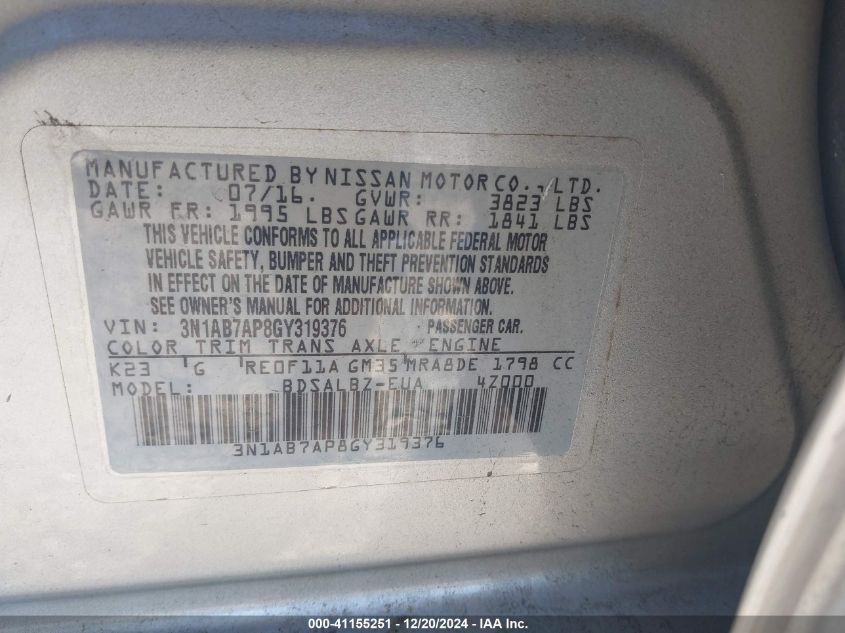 MANUFACTURED BY NISSAN MOTOR CO., LTD.
DATE: 07/16. GVWR: 3823 LBS
GAWR FR: 1995 LBS GAWR RR: 1841 LBS
THIS VEHICLE CONFORMS TO ALL APPLICABLE FEDERAL MOTOR
VEHICLE SAFETY, BUMPER AND THEFT PREVENTION STANDARDS
IN EFFECT ON THE DATE OF MANUFACTURE SHOWN ABOVE.
SEE OWNER'S MANUAL FOR ADDITIONAL INFORMATION.
VIN: 3N1AB7AP8GY319376 PASSENGER CAR.
COLOR TRIM TRANS AXLE ENGINE
K23 G RE0F11A GM35 MRA8DE 1798 CC
MODEL: BDSALBZ-EUA 4Z000
3N1AB7AP8GY319376
000-41155251 - 12/20/2024 - IAAI.COM